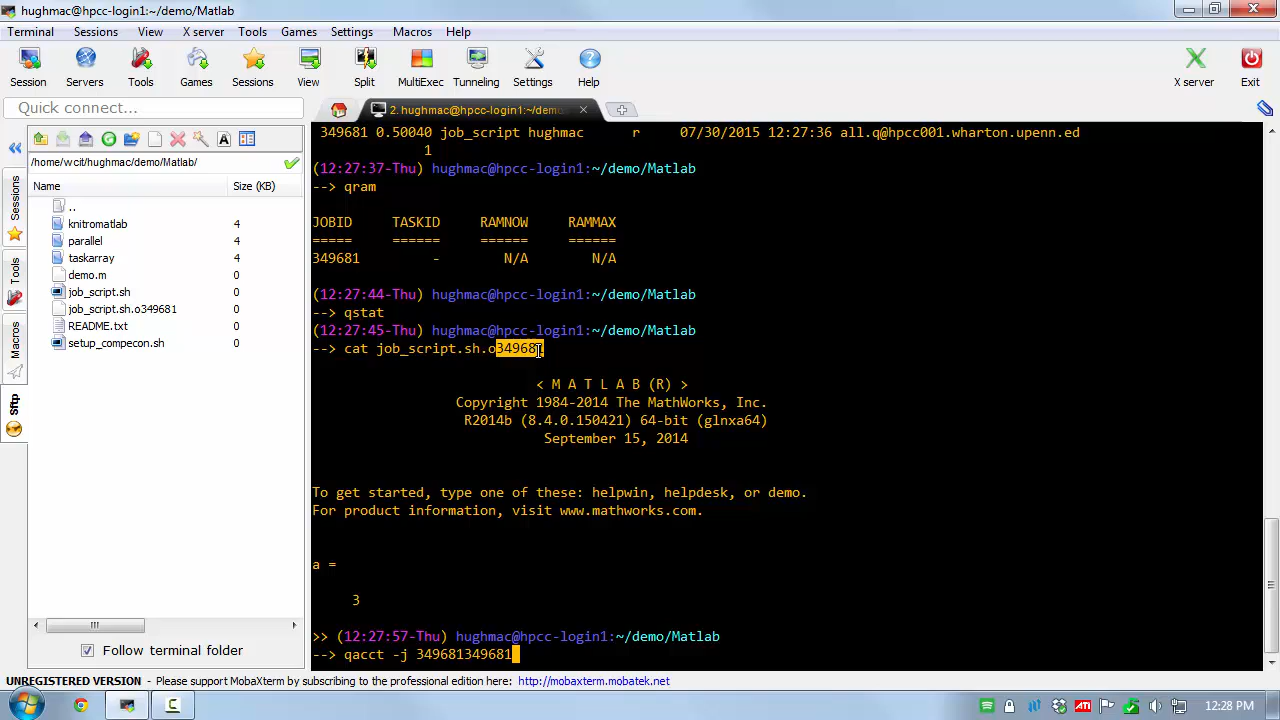 hughmac@hpcc-login1:~/demo/Matlab
Terminal Sessions View X server Tools Games Settings Macros Help
Session Servers Tools Games Sessions View Split MultiExec Tunneling Settings Help X server Exit
Quick connect...
2. hughmac@hpcc-login1:~/demo
/home/wcit/hughmac/demo/Matlab/
Name Size (KB)
..
knitromatlab 4
parallel 4
taskarray 4
demo.m 0
job_script.sh 0
job_script.sh.o349681 0
README.txt 0
setup_compecon.sh 0
Sessions
Tools
Macros
Sftp
Follow terminal folder
349681 0.50040 job_script hughmac r 07/30/2015 12:27:36 all.q@hpcc001.wharton.upenn.ed
1
(12:27:37-Thu) hughmac@hpcc-login1:~/demo/Matlab
--> qram
JOBID TASKID RAMNOW RAMMAX
===== ====== ====== ======
349681 - N/A N/A
(12:27:44-Thu) hughmac@hpcc-login1:~/demo/Matlab
--> qstat
(12:27:45-Thu) hughmac@hpcc-login1:~/demo/Matlab
--> cat job_script.sh.o349681
< M A T L A B (R) >
Copyright 1984-2014 The MathWorks, Inc.
R2014b (8.4.0.150421) 64-bit (glnxa64)
September 15, 2014
To get started, type one of these: helpwin, helpdesk, or demo.
For product information, visit www.mathworks.com.
a =
3
>> (12:27:57-Thu) hughmac@hpcc-login1:~/demo/Matlab
--> qacct -j 349681349681
UNREGISTERED VERSION - Please support MobaXterm by subscribing to the professional edition here: http://mobaxterm.mobatek.net
ATI
12:28 PM